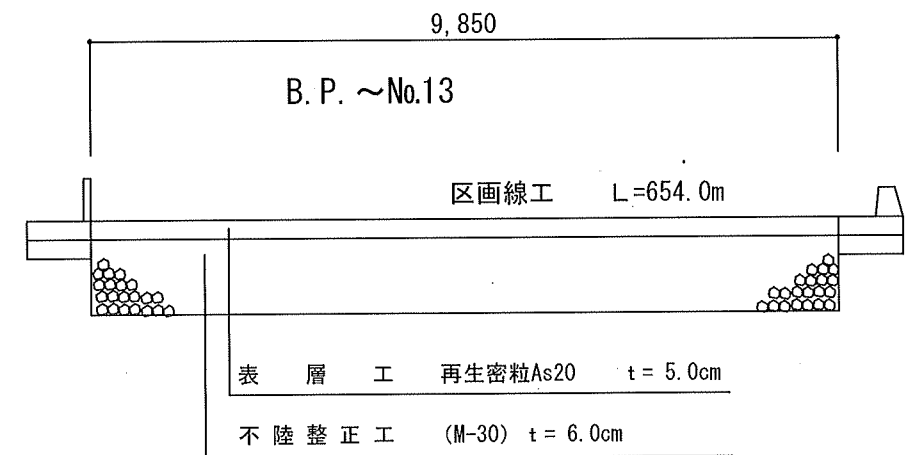 9,850
B.P.～No.13
区画線工 L=654.0m
表層工 再生密粒As20 t= 5.0cm
不陸整正工 (M-30) t= 6.0cm